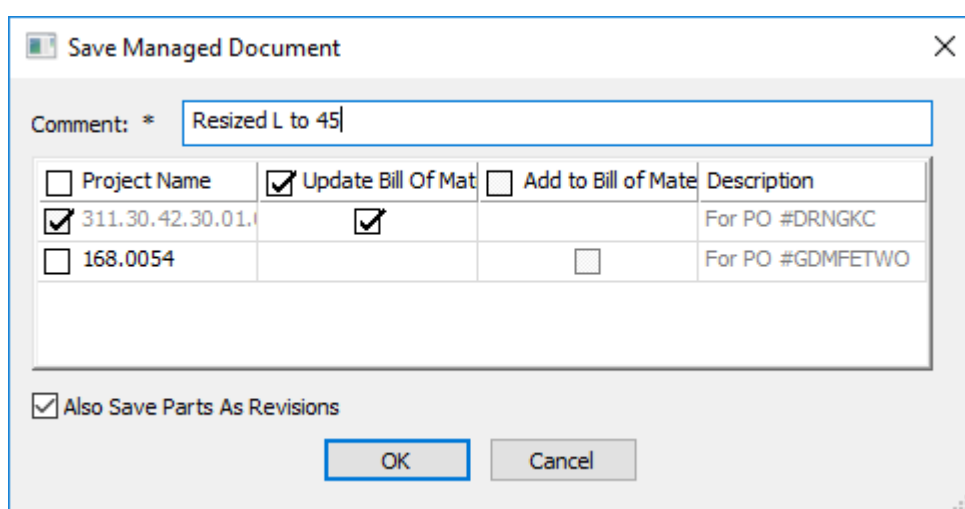 Save Managed Document
Comment: * Resized L to 45
Project Name Update Bill Of Mat Add to Bill of Mate Description
311.30.42.30.01. For PO #DRNGKC
168.0054 For PO #GDMFETWO
Also Save Parts As Revisions
OK Cancel